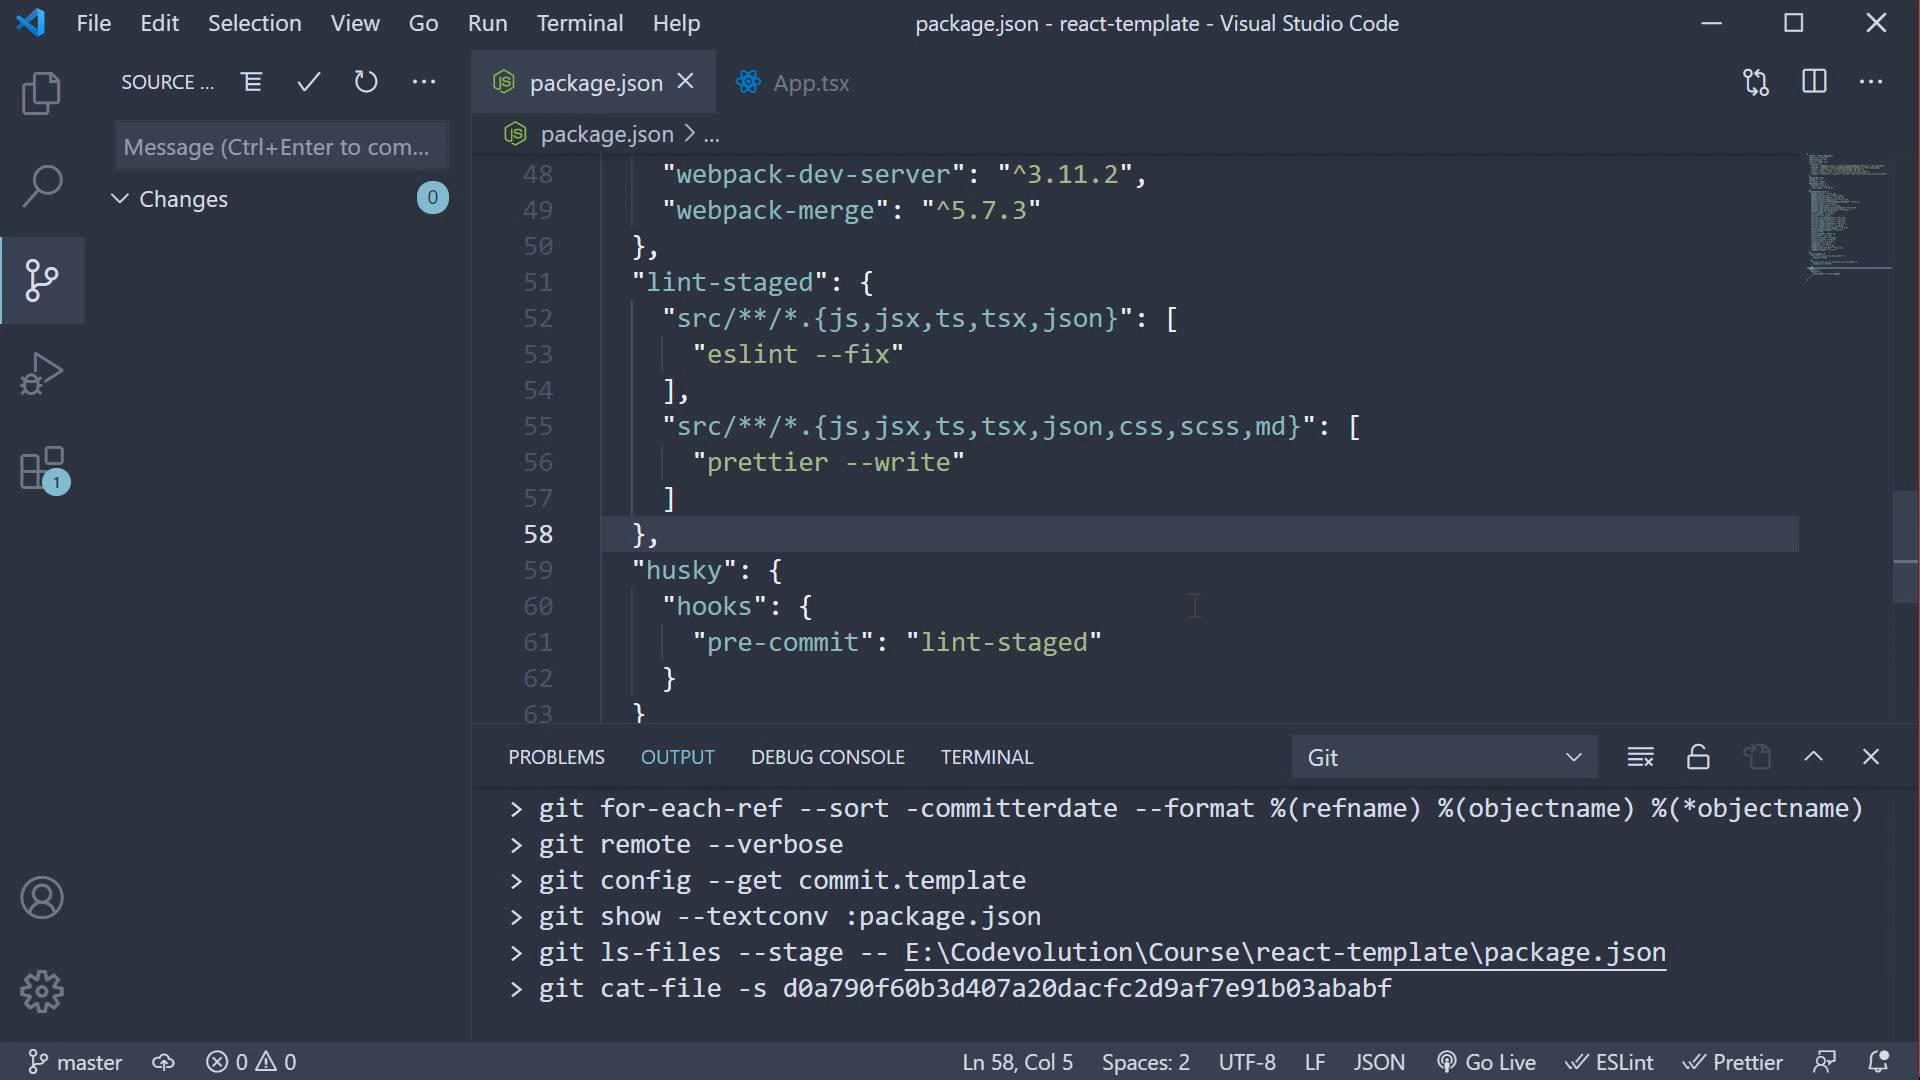 File Edit Selection View Go Run Terminal Help package.json - react-template - Visual Studio Code
SOURCE ...
package.json App.tsx
package.json > ...
Message (Ctrl+Enter to com...
Changes 0
48 "webpack-dev-server": "^3.11.2",
49 "webpack-merge": "^5.7.3"
50 },
51 "lint-staged": {
52 "src/**/*.{js,jsx,ts,tsx,json}": [
53 "eslint --fix"
54 ],
55 "src/**/*.{js,jsx,ts,tsx,json,css,scss,md}": [
56 "prettier --write"
57 ]
58 },
59 "husky": {
60 "hooks": {
61 "pre-commit": "lint-staged"
62 }
63 }
1
PROBLEMS OUTPUT DEBUG CONSOLE TERMINAL Git
> git for-each-ref --sort -committerdate --format %(refname) %(objectname) %(*objectname)
> git remote --verbose
> git config --get commit.template
> git show --textconv :package.json
> git ls-files --stage -- E:\Codevolution\Course\react-template\package.json
> git cat-file -s d0a790f60b3d407a20dacfc2d9af7e91b03ababf
master 0 0 Ln 58, Col 5 Spaces: 2 UTF-8 LF JSON Go Live ESLint Prettier